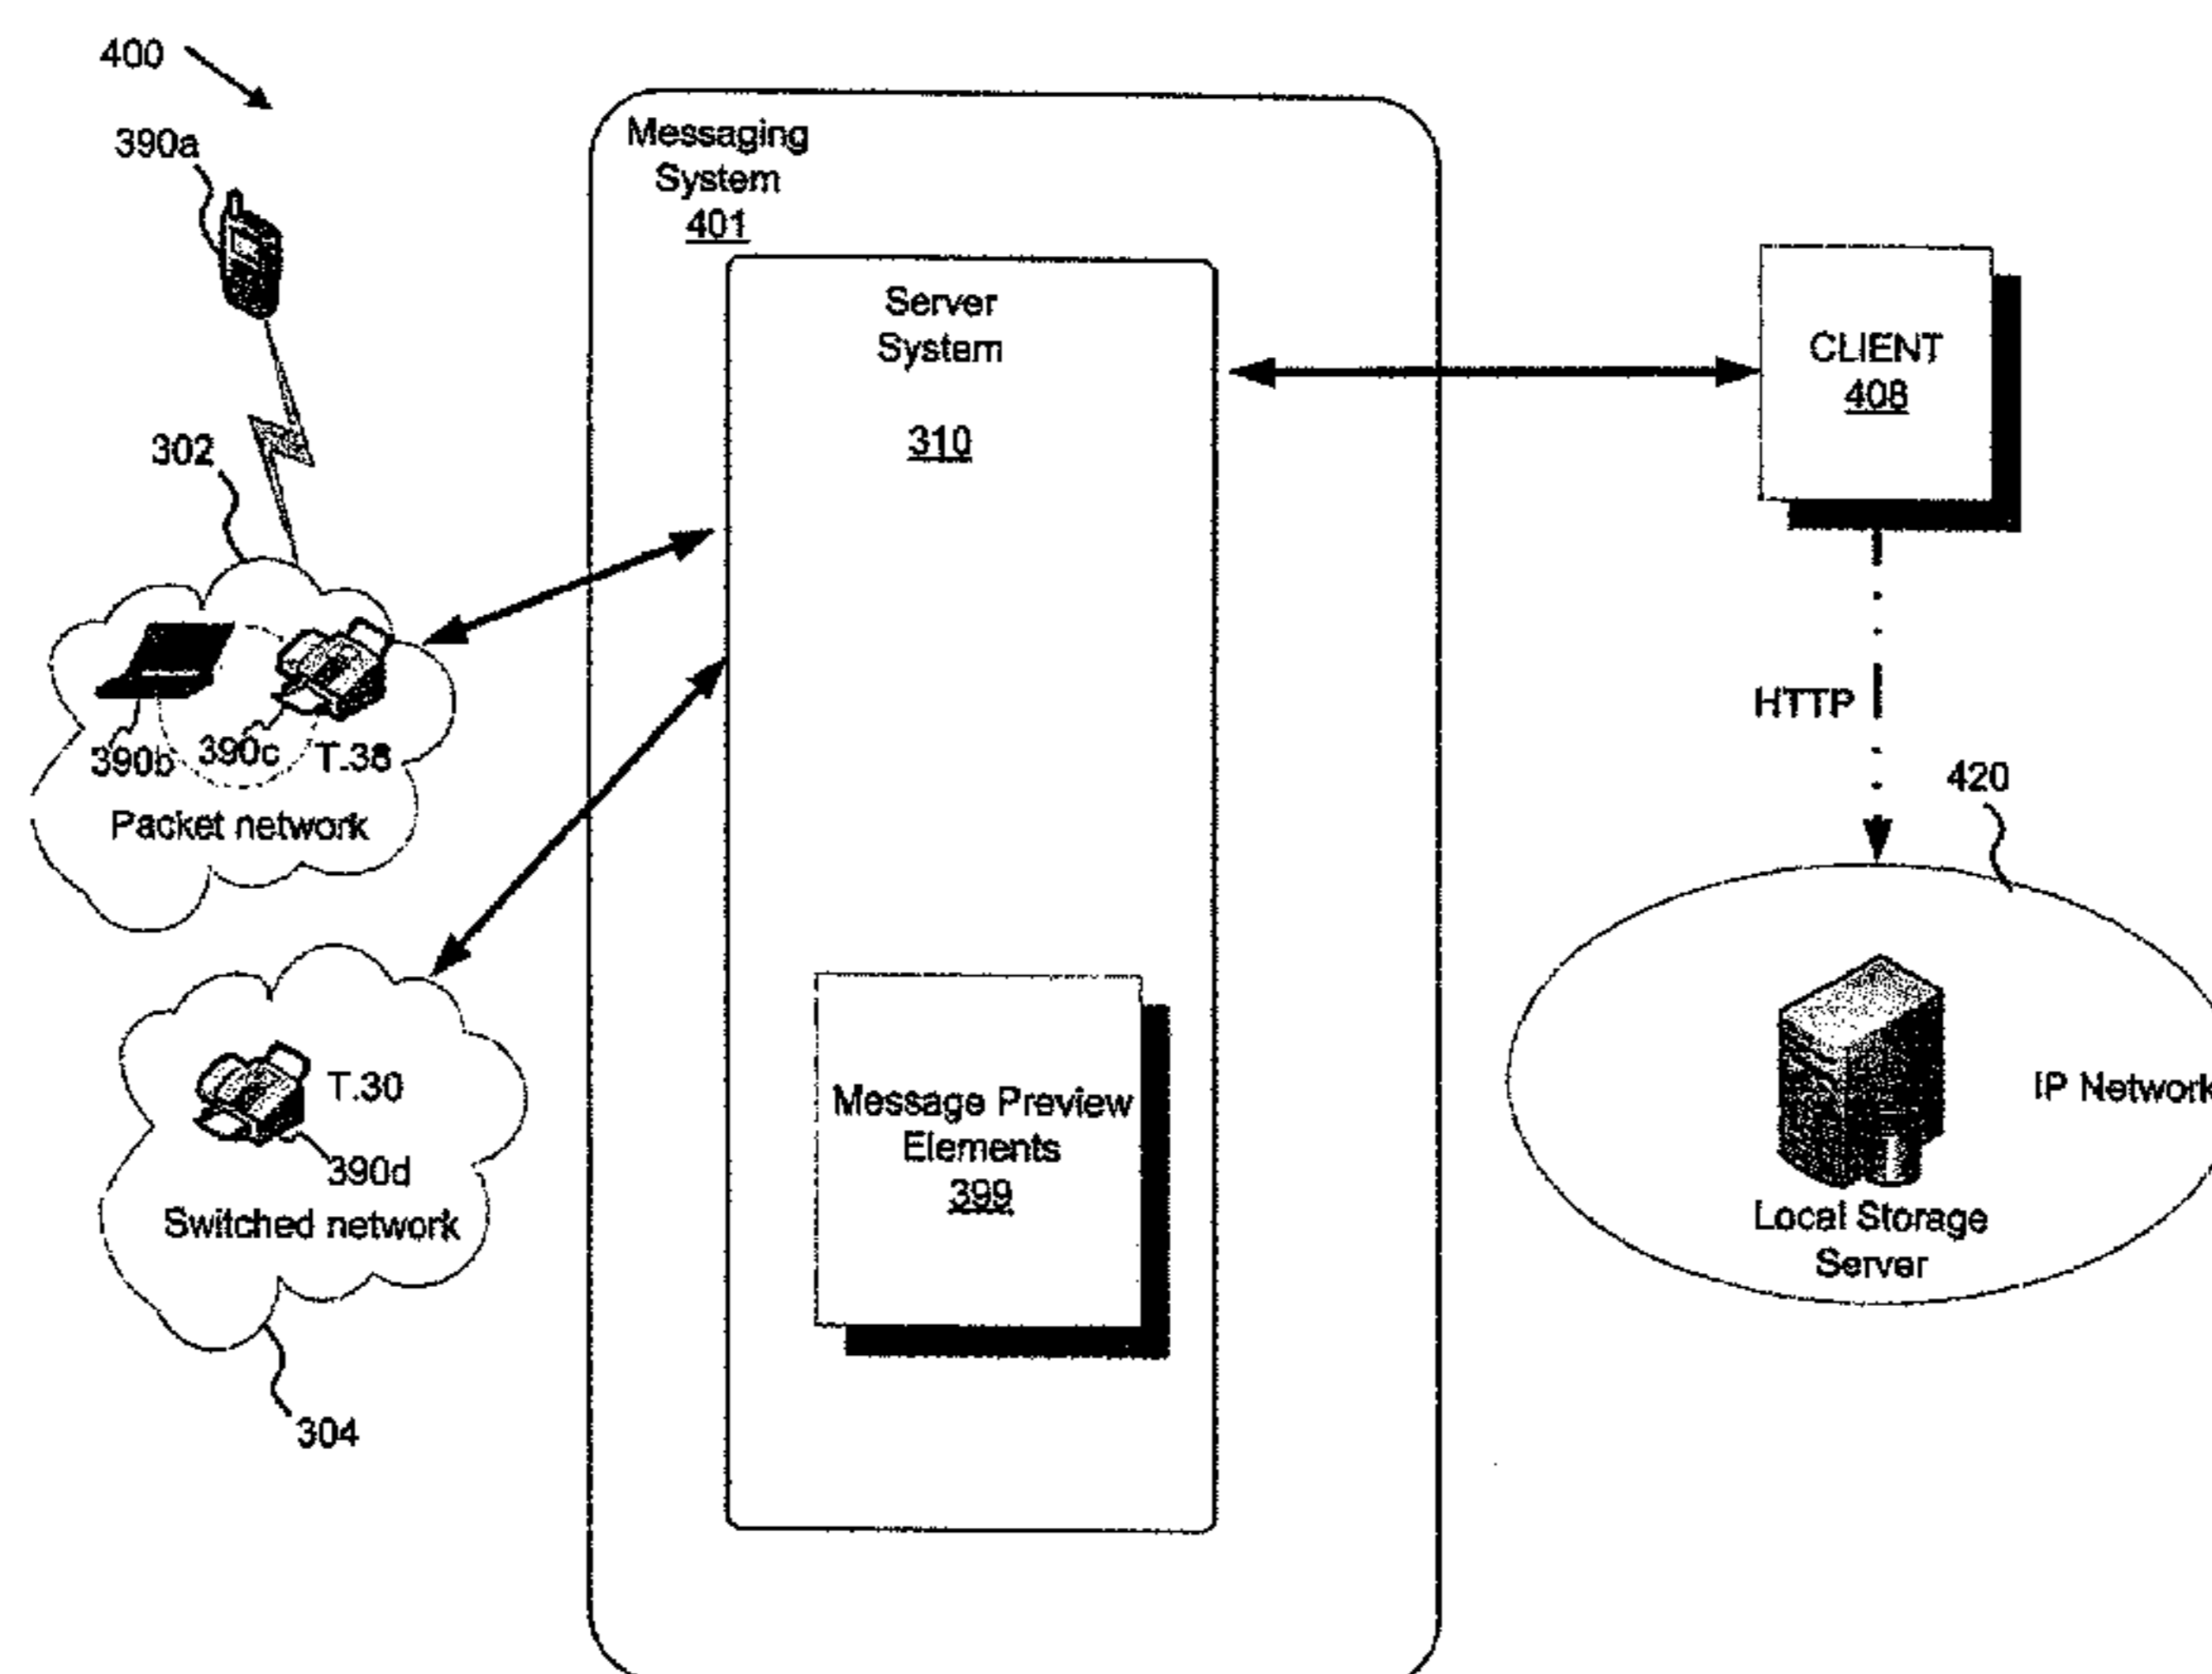 400
390a
Messaging
System
401
Server
System
310
CLIENT
408
302
HTTP
390b
390c
T.38
Packet network
420
T.30
390d
Switched network
304
Message Preview
Elements
399
IP Network
Local Storage
Server